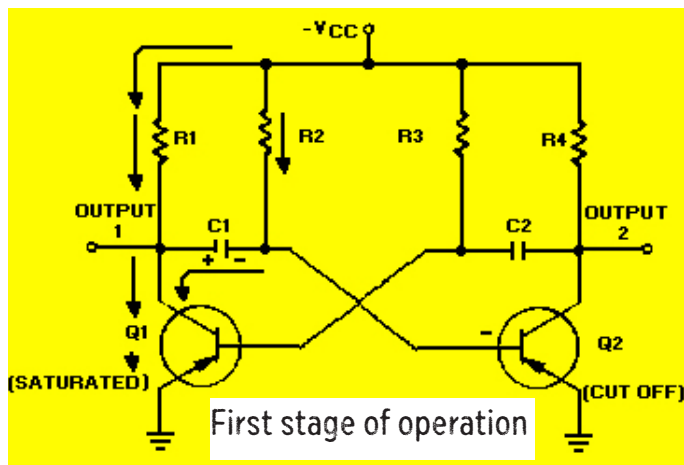 -VCC
R1
R2
R3
R4
OUTPUT
1
C1
C2
OUTPUT
2
+ -
Q1
-
Q2
(SATURATED)
(CUT OFF)
First stage of operation